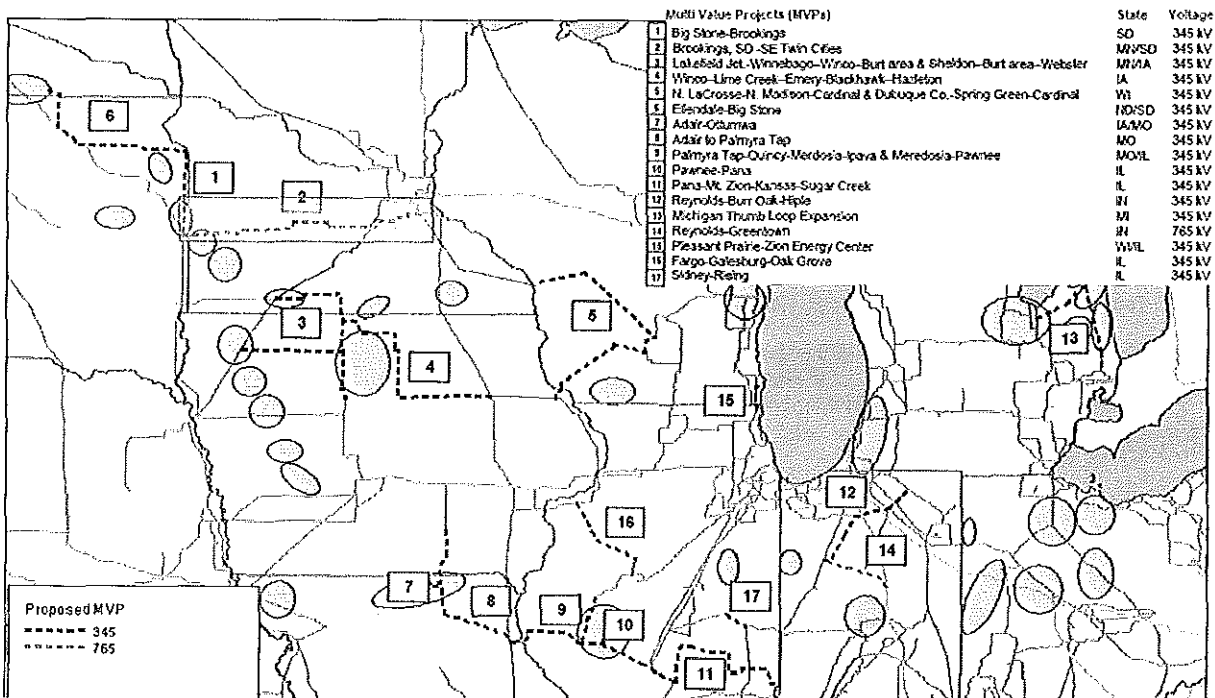 Multi Value Projects (MVPs) State Voltage
1 Big Stone-Brookings SD 345 kV
2 Brookings, SD-SE Twin Cities MN/SD 345 kV
3 Lakefield Jct.-Winnebago-Winco-Burt area & Sheldon-Burt area-Webster MN/IA 345 kV
4 Winco-Lime Creek-Emery-Blackhawk-Hazleton IA 345 kV
5 N. LaCrosse-N. Madison-Cardinal & Dubuque Co.-Spring Green-Cardinal WI 345 kV
6 Ellendale-Big Stone ND/SD 345 kV
7 Adair-Ottumwa IA/MO 345 kV
8 Adair to Palmyra Tap MO 345 kV
9 Palmyra Tap-Quincy-Merdosia-Ipava & Meredosia-Pawnee MO/IL 345 kV
10 Pawnee-Pana IL 345 kV
11 Pana-Mt. Zion-Kansas-Sugar Creek IL 345 kV
12 Reynolds-Burr Oak-Hiple IN 345 kV
13 Michigan Thumb Loop Expansion MI 345 kV
14 Reynolds-Greentown IN 765 kV
15 Pleasant Prairie-Zion Energy Center WI/IL 345 kV
16 Fargo-Galesburg-Oak Grove IL 345 kV
17 Sidney-Rising IL 345 kV
6
1
2
3
5
13
4
15
12
16
14
7
8
9
10
17
11
Proposed MVP
345
765